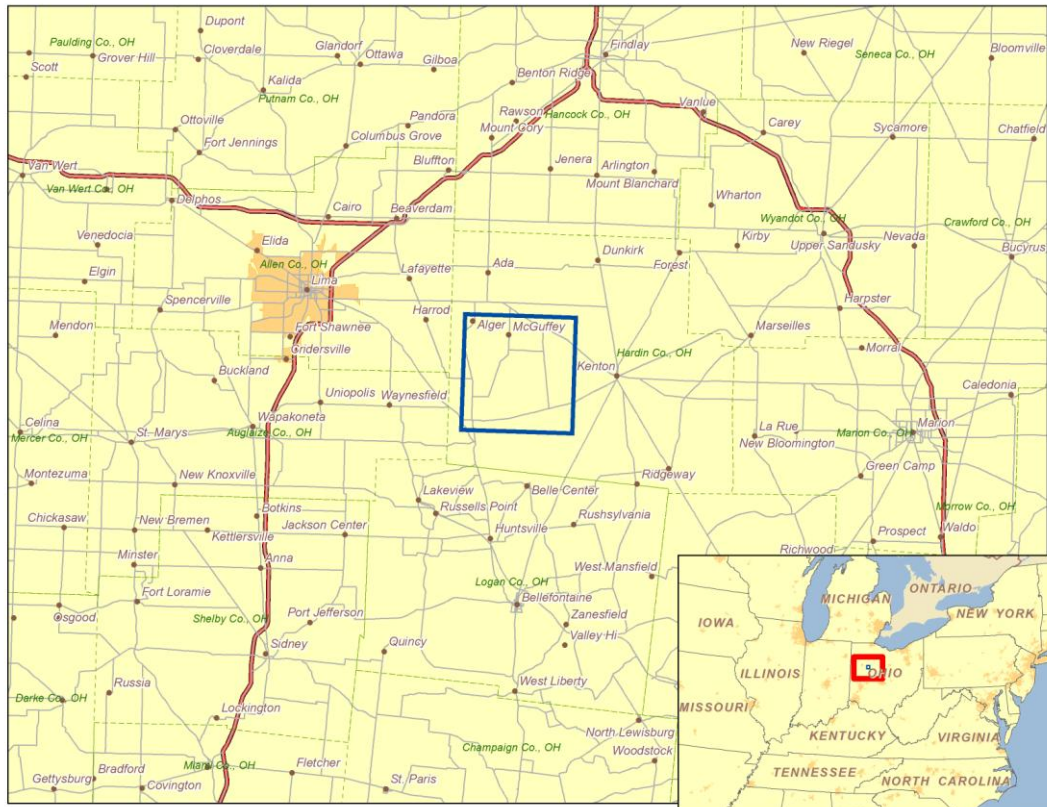 Dupont
Paulding Co., OH
Grover Hill
Cloverdale
Glandorf
Ottawa
Gilboa
Findlay
New Riegel
Seneca Co., OH
Bloomville
Scott
Kalida
Putnam Co., OH
Benton Ridge
Ottoville
Pandora
Rawson
Hancock Co., OH
Vanlue
Carey
Sycamore
Chatfield
Fort Jennings
Columbus Grove
Mount Cory
Van Wert
Bluffton
Jenera
Arlington
Mount Blanchard
Van Wert Co., OH
Delphos
Cairo
Beaverdam
Wharton
Wyandot Co., OH
Crawford Co., OH
Venedocia
Elida
Allen Co., OH
Dunkirk
Kirby
Upper Sandusky
Nevada
Bucyrus
Elgin
Lima
Lafayette
Ada
Forest
Spencerville
Harpster
Mendon
Fort Shawnee
Harrod
Alger
McGuffey
Marseilles
Cridersville
Hardin Co., OH
Morral
Buckland
Kenton
Uniopolis
Waynesfield
Caledonia
Celina
Wapakoneta
Mercer Co., OH
St. Marys
Auglaize Co., OH
La Rue
New Bloomington
Marion Co., OH
Marion
Montezuma
New Knoxville
Ridgeway
Green Camp
Lakeview
Belle Center
Russells Point
Botkins
Morrow Co., OH
Chickasaw
New Bremen
Kettlersville
Jackson Center
Huntsville
Rushsylvania
Prospect
Waldo
Minster
Anna
Richwood
Fort Loramie
Logan Co., OH
West Mansfield
Bellefontaine
Osgood
Shelby Co., OH
Port Jefferson
Zanesfield
Valley Hi
Sidney
Quincy
Russia
West Liberty
Darke Co., OH
Lockington
North Lewisburg
Woodstock
Miami Co., OH
Champaign Co., OH
Gettysburg
Bradford
Covington
Fletcher
St. Paris
MICHIGAN
ONTARIO
NEW YORK
IOWA
ILLINOIS
OHIO
MISSOURI
KENTUCKY
VIRGINIA
TENNESSEE
NORTH CAROLINA